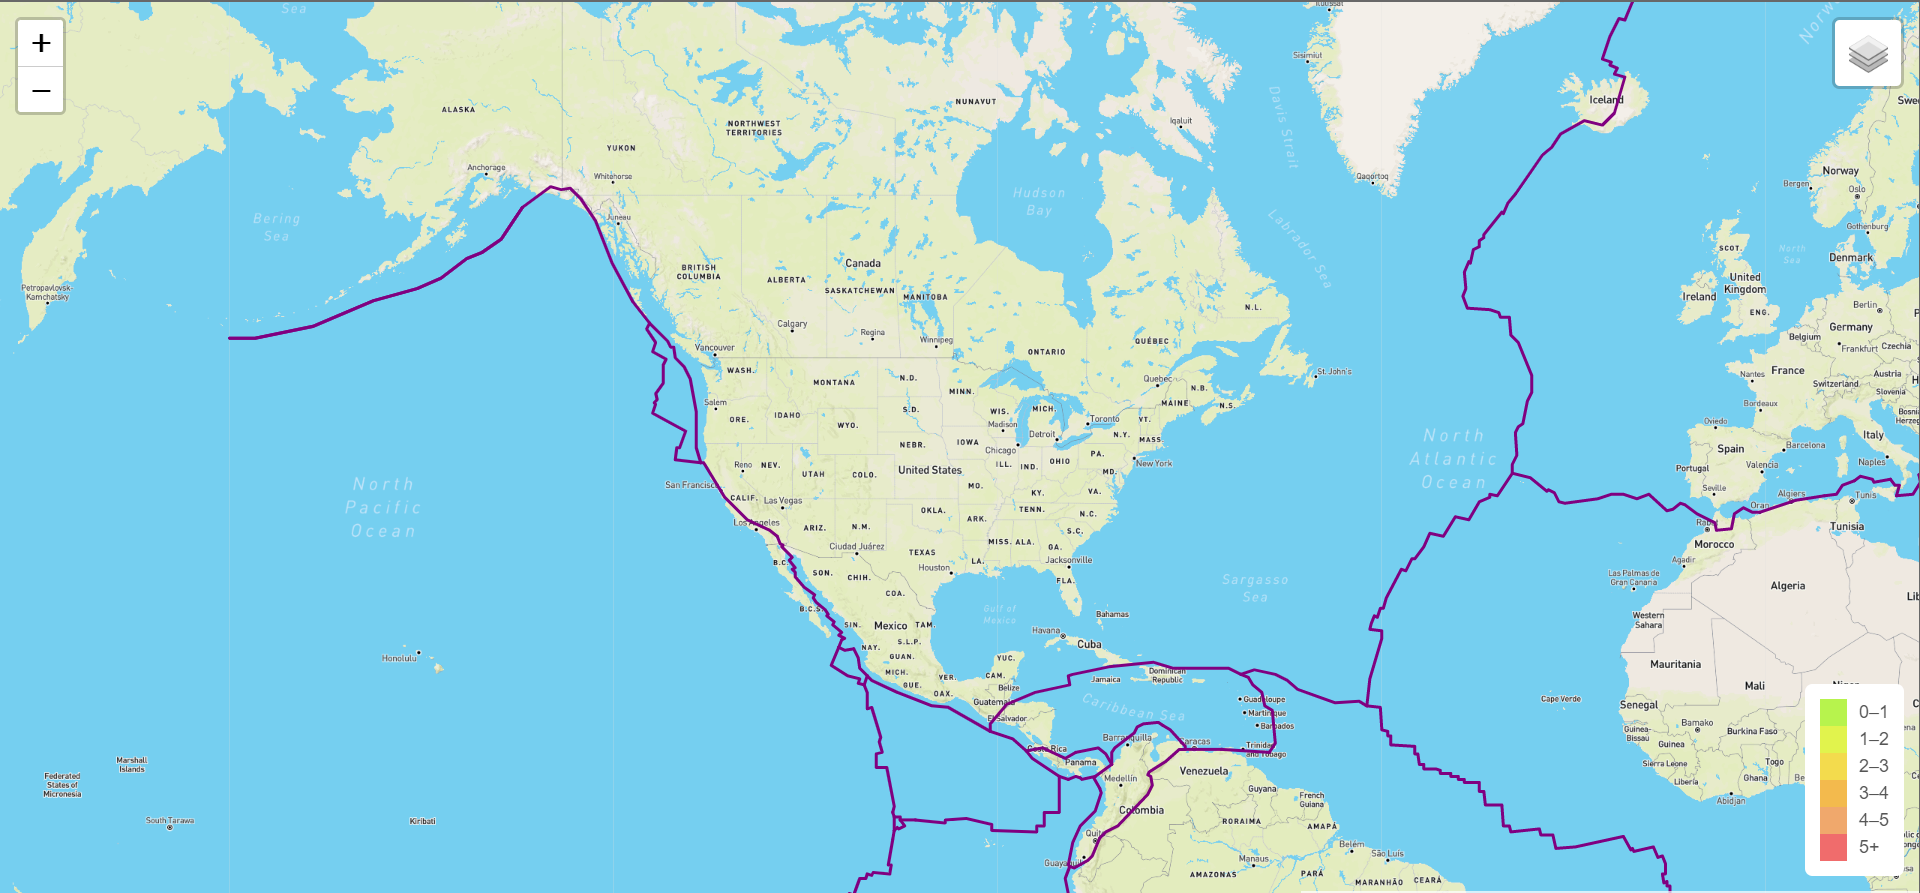 +
−
Sea
Ilulissat
Norw
Sisimiut
ALASKA
NUNAVUT
Davis Strait
Iceland
Swe
NORTHWEST
TERRITORIES
Iqaluit
YUKON
Anchorage
Whitehorse
Qaqortoq
Norway
Bergen
Oslo
Hudson
Bay
Bering
Sea
Juneau
Labrador Sea
Gothenburg
SCOT.
North
Sea
Denmark
BRITISH
COLUMBIA
Canada
ALBERTA
SASKATCHEWAN
MANITOBA
United
Kingdom
Petropavlovsk-
Kamchatsky
Ireland
N.L.
Berlin
ENG.
Calgary
Regina
Winnipeg
Germany
Belgium
Frankfurt
Czechia
Vancouver
ONTARIO
QUÉBEC
WASH.
MONTANA
N.D.
MINN.
Quebec
N.B.
St. John's
Nantes
France
Austria
Switzerland
Slovenia
Salem
ORE.
IDAHO
WYO.
S.D.
WIS.
Madison
MICH.
Toronto
VT.
MAINE
N.S.
Bordeaux
Bosni
Herzeg
Detroit
N.Y.
MASS
Oviedo
Italy
NEBR.
IOWA
Chicago
North
Atlantic
Ocean
Spain
Barcelona
Naples
Reno
NEV.
UTAH
COLO.
United States
ILL.
IND.
OHIO
PA.
New York
MD.
Portugal
Valencia
Seville
San Francisco
CALIF.
Las Vegas
MO.
KY.
VA.
North
Pacific
Ocean
Algiers
Tunis
Oran
OKLA.
ARK.
TENN.
N.C.
Los Angeles
ARIZ.
N.M.
S.C.
Tunisia
Morocco
MISS.
ALA.
GA.
Ciudad Juárez
TEXAS
Houston
LA.
Jacksonville
Agadir
B.C.
SON.
CHIH.
FLA.
Sargasso
Sea
Las Palmas de
Gran Canaria
Algeria
COA.
Lib
B.C.S.
Gulf of
Mexico
Bahamas
Western
Sahara
SIN.
Mexico
TAM.
Havana
Cuba
NAY.
S.L.P.
GUAN.
YUC.
Honolulu
MICH.
VER.
CAM.
Mauritania
GUE.
OAX.
Belize
Jamaica
Dominican
Republic
Mali
Guatemala
Guadeloupe
Cape Verde
Senegal
El Salvador
Caribbean Sea
Martinique
Barbados
Bamako
Guinea-
Bissau
Burkina Faso
Costa Rica
Barranquilla
Caracas
Trinidad
and Tobago
Guinea
Panama
Marshall
Islands
Sierra Leone
Togo
Medellín
Venezuela
Federated
States of
Micronesia
Liberia
Ghana
Be
Guyana
French
Guiana
Abidjan
Colombia
South Tarawa
Kiribati
RORAIMA
AMAPÁ
Quito
Belém
São Luís
Guayaquil
Manaus
AMAZONAS
PARÁ
MARANHÃO
CEARÁ
0–1
1–2
2–3
3–4
4–5
5+